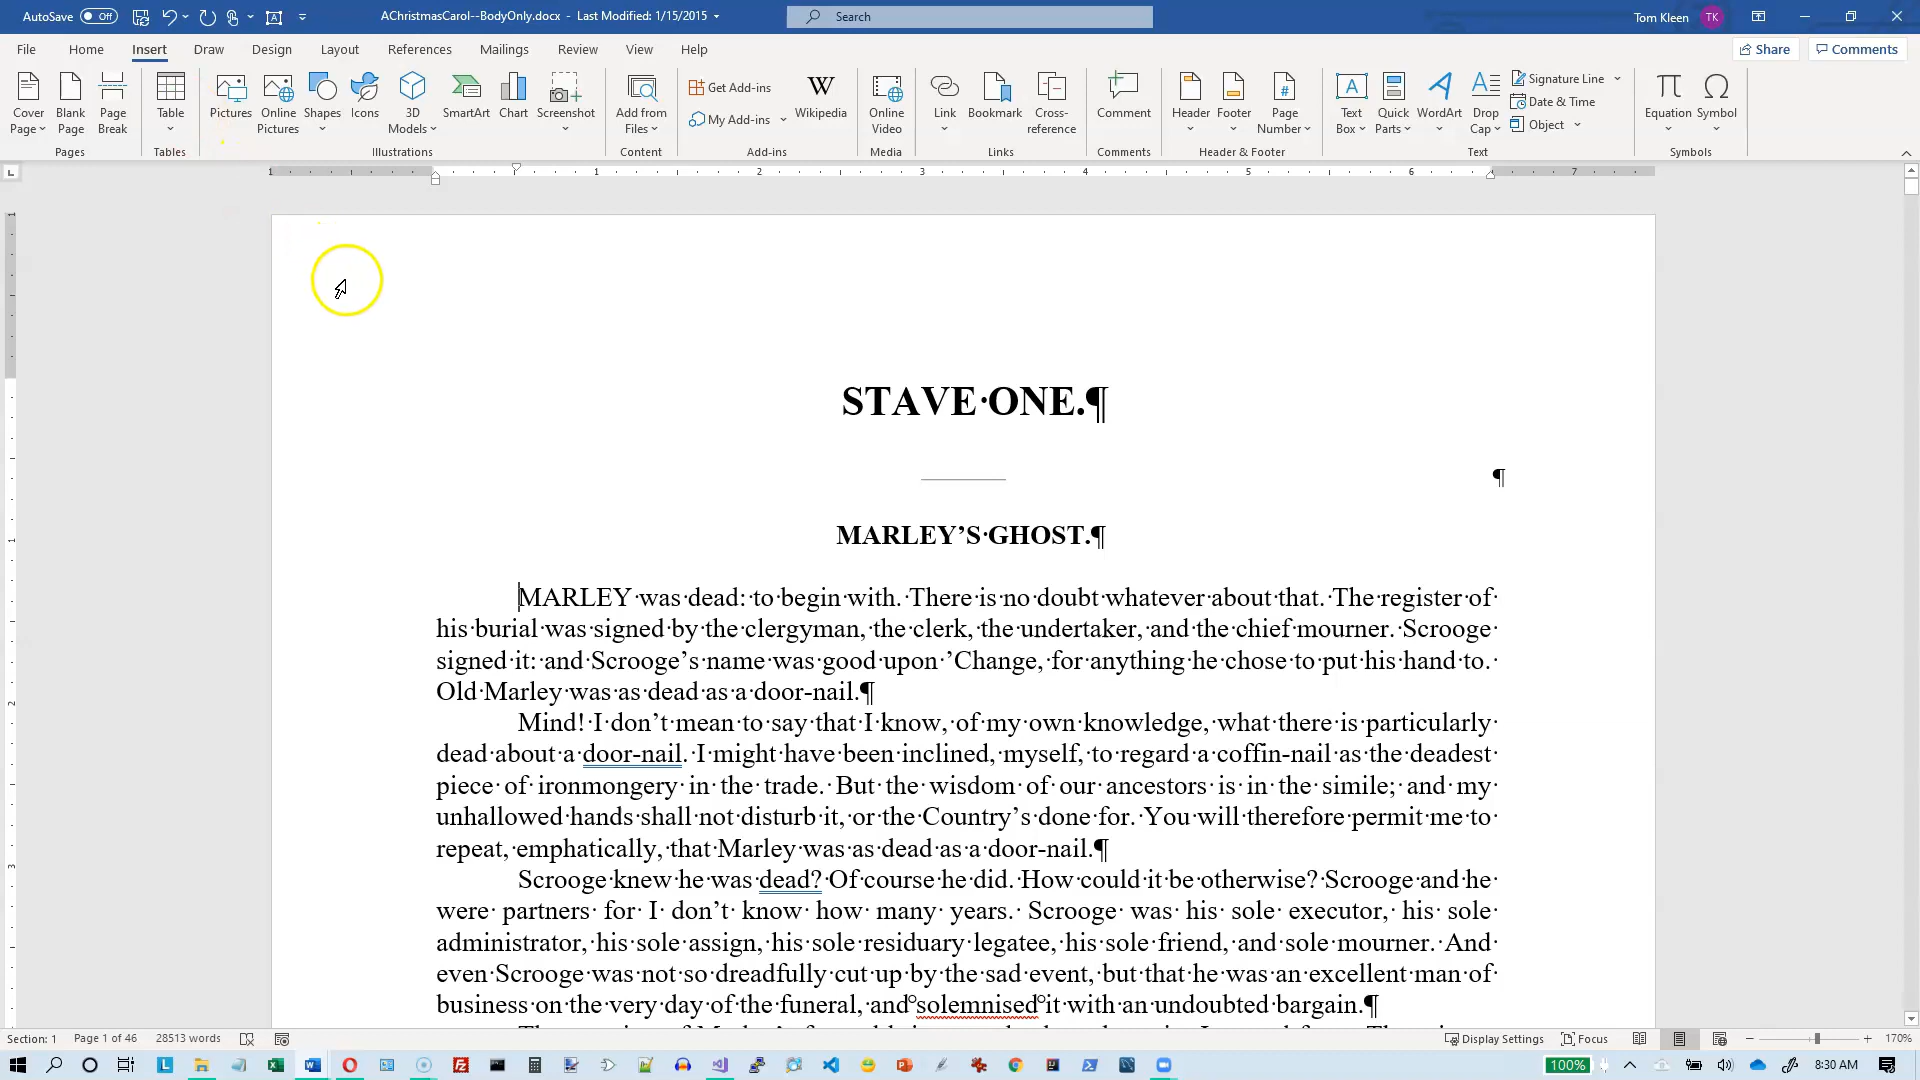 AutoSave Off AChristmasCarol--BodyOnly.docx - Last Modified: 1/15/2015 Search Tom Kleen TK
File Home Insert Draw Design Layout References Mailings Review View Help Share Comments
Cover Page Blank Page Page Break Table Pictures Online Pictures Shapes Icons 3D Models SmartArt Chart Screenshot Add from Files Get Add-ins My Add-ins Wikipedia Online Video Link Bookmark Cross-reference Comment Header Footer Page Number Text Box Quick Parts WordArt Drop Cap Signature Line Date & Time Object Equation Symbol
Pages Tables Illustrations Content Add-ins Media Links Comments Header & Footer Text Symbols
1 1 2 3 4 5 6 7
1
1
2
3
STAVE·ONE.¶
¶
MARLEY’S·GHOST.¶
MARLEY·was·dead:·to·begin·with.·There·is·no·doubt·whatever·about·that.·The·register·of·
his·burial·was·signed·by·the·clergyman,·the·clerk,·the·undertaker,·and·the·chief·mourner.·Scrooge·
signed·it:·and·Scrooge’s·name·was·good·upon·’Change,·for·anything·he·chose·to·put·his·hand·to.·
Old·Marley·was·as·dead·as·a·door-nail.¶
Mind!·I·don’t·mean·to·say·that·I·know,·of·my·own·knowledge,·what·there·is·particularly·
dead·about·a·door-nail.·I·might·have·been·inclined,·myself,·to·regard·a·coffin-nail·as·the·deadest·
piece·of·ironmongery·in·the·trade.·But·the·wisdom·of·our·ancestors·is·in·the·simile;·and·my·
unhallowed·hands·shall·not·disturb·it,·or·the·Country’s·done·for.·You·will·therefore·permit·me·to·
repeat,·emphatically,·that·Marley·was·as·dead·as·a·door-nail.¶
Scrooge·knew·he·was·dead?·Of·course·he·did.·How·could·it·be·otherwise?·Scrooge·and·he·
were·partners·for·I·don’t·know·how·many·years.·Scrooge·was·his·sole·executor,·his·sole·
administrator,·his·sole·assign,·his·sole·residuary·legatee,·his·sole·friend,·and·sole·mourner.·And·
even·Scrooge·was·not·so·dreadfully·cut·up·by·the·sad·event,·but·that·he·was·an·excellent·man·of·
business·on·the·very·day·of·the·funeral,·and°solemnised°it·with·an·undoubted·bargain.¶
Section: 1 Page 1 of 46 28513 words Display Settings Focus 170%
100% 8:30 AM